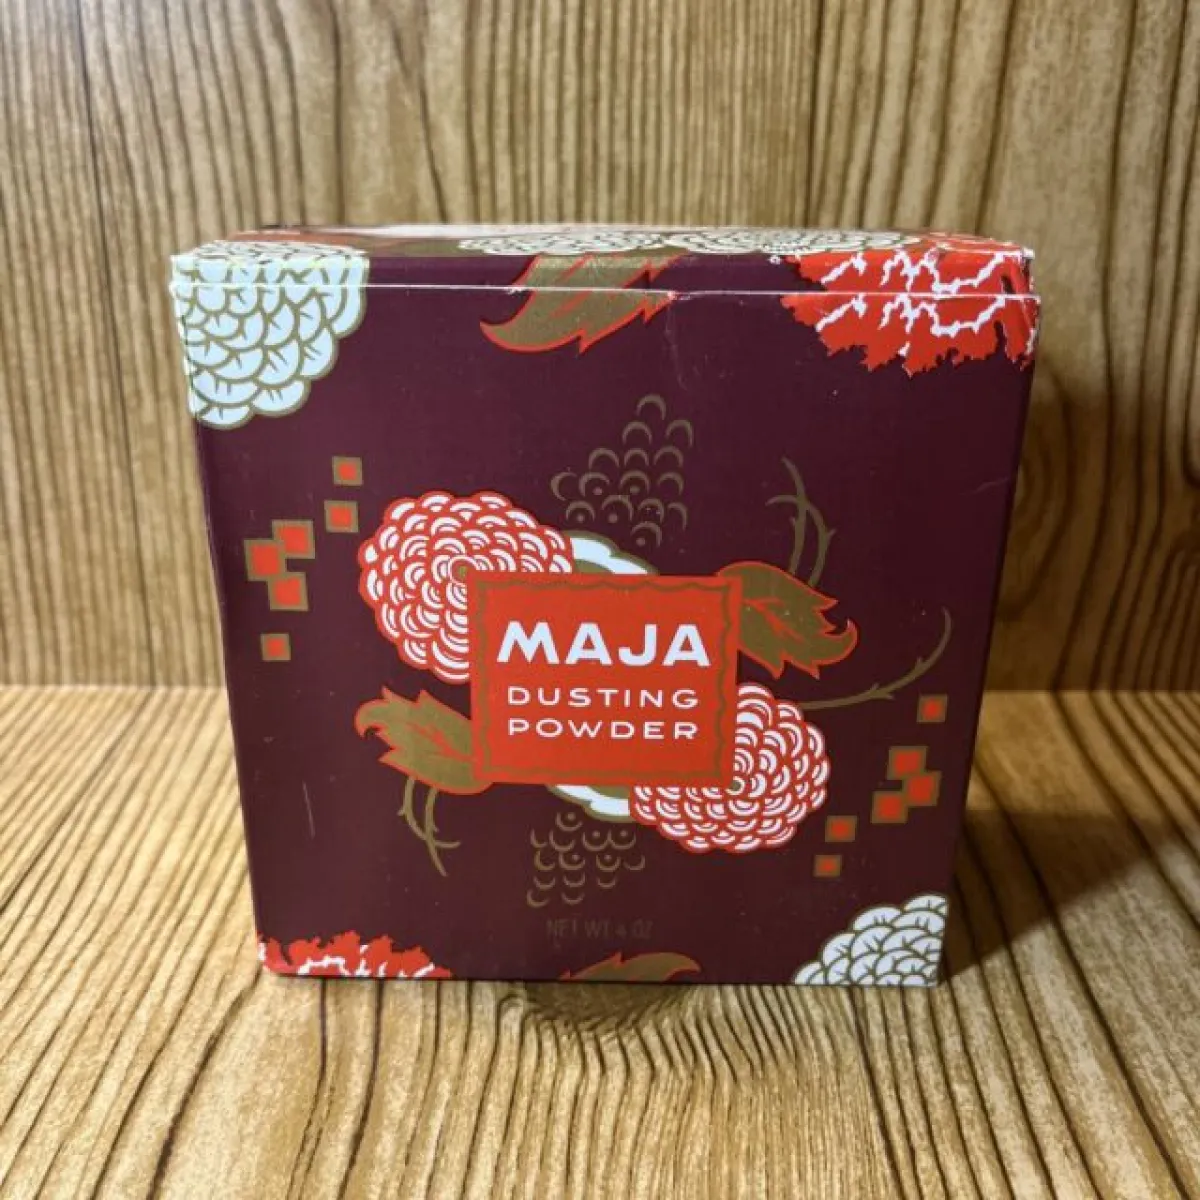 MAJA
DUSTING
POWDER
NET WT 4 OZ